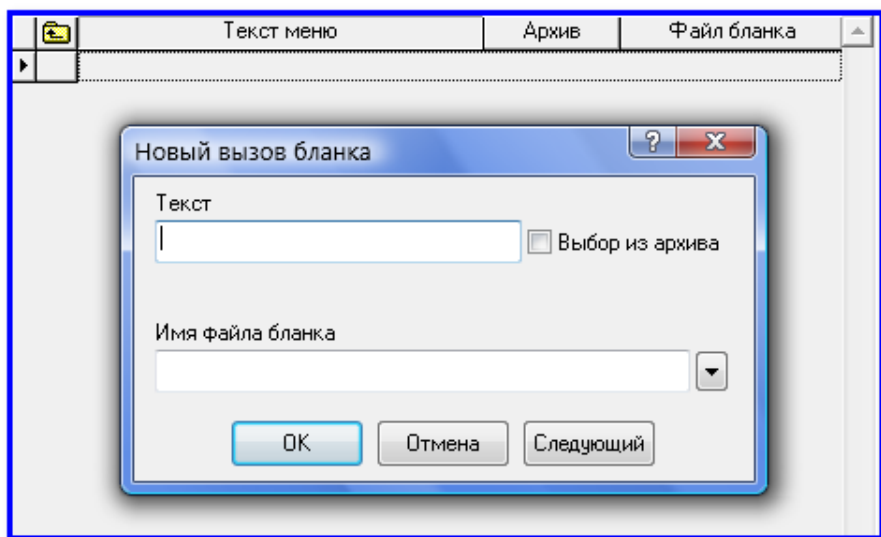 Текст меню Архив Файл бланка
Новый вызов бланка ? X
Текст
Выбор из архива
Имя файла бланка
OK Отмена Следующий